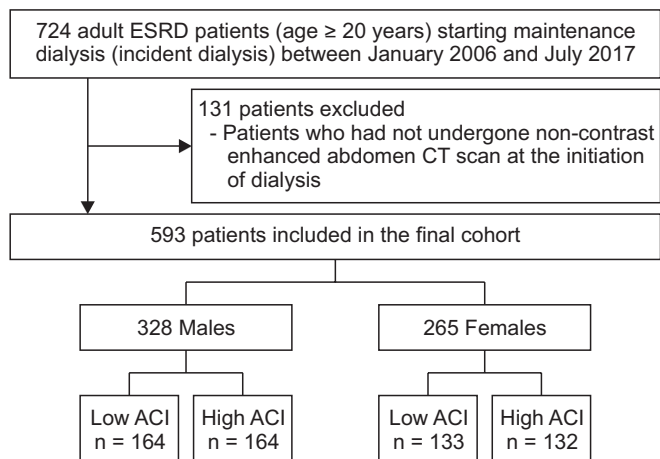 724 adult ESRD patients (age ≥ 20 years) starting maintenance
dialysis (incident dialysis) between January 2006 and July 2017
131 patients excluded
- Patients who had not undergone non-contrast
enhanced abdomen CT scan at the initiation
of dialysis
593 patients included in the final cohort
328 Males
265 Females
Low ACI
n = 164
High ACI
n = 164
Low ACI
n = 133
High ACI
n = 132